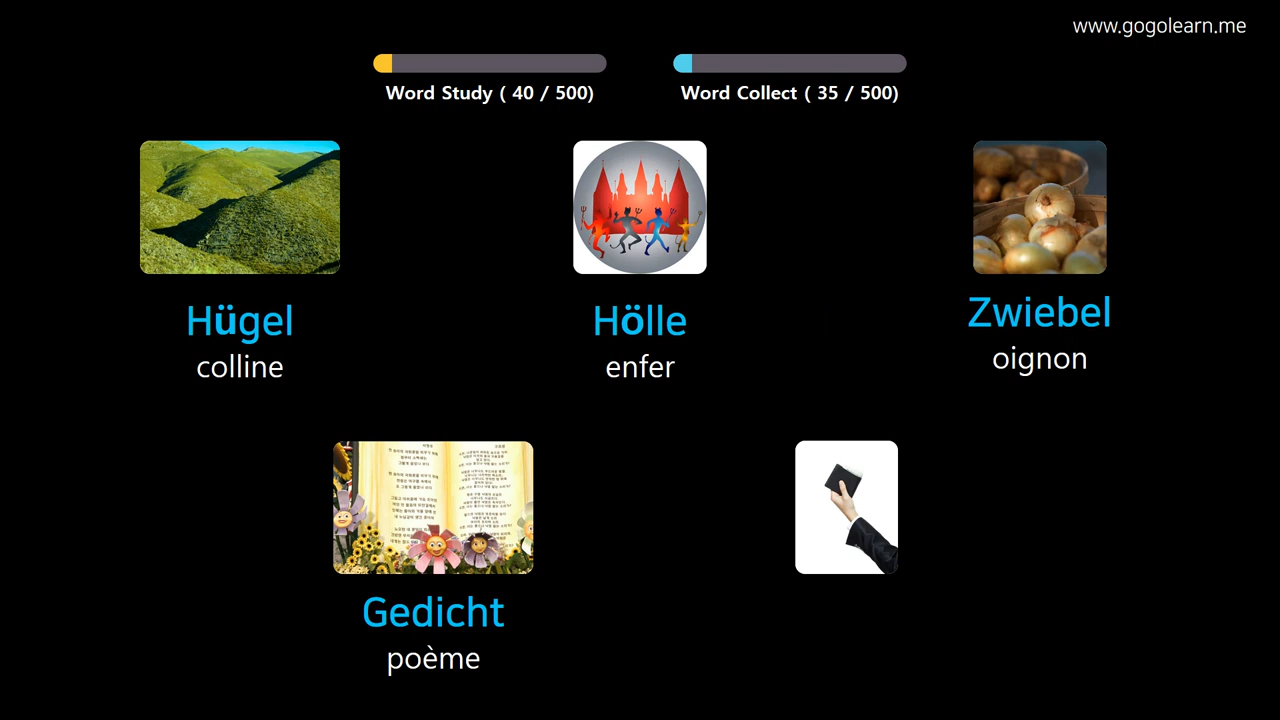 www.gogolearn.me
Word Study ( 40 / 500)
Word Collect ( 35 / 500)
Hügel
colline
Hölle
enfer
Zwiebel
oignon
Gedicht
poème